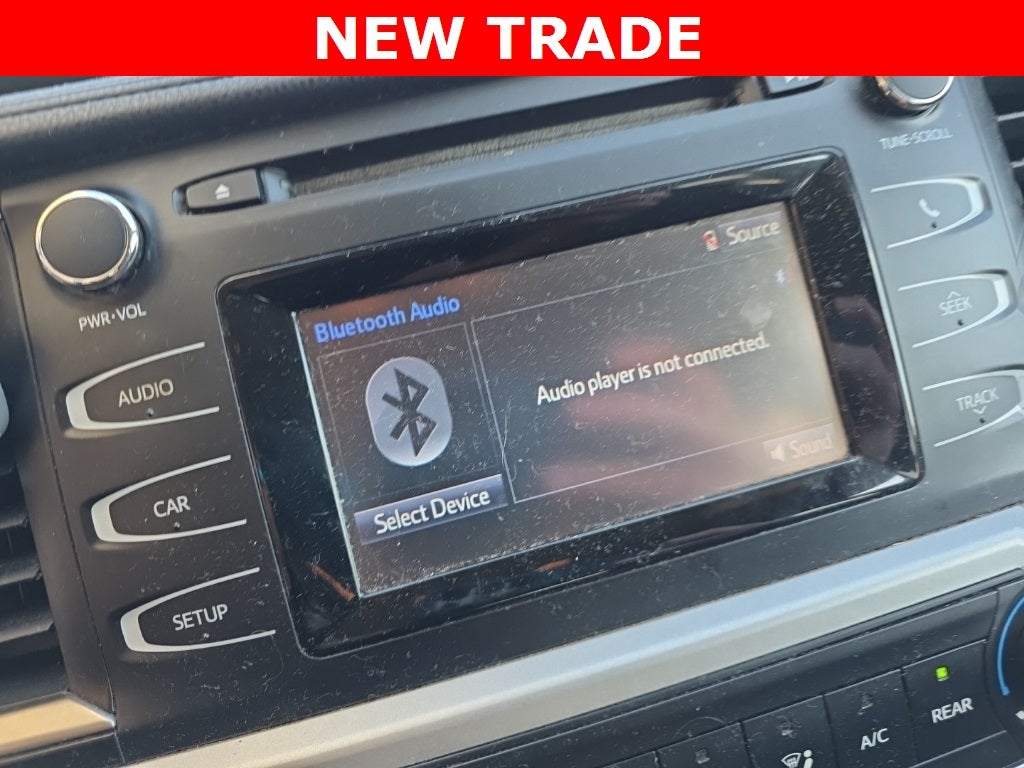 NEW TRADE
TUNE•SCROLL
PWR•VOL
Source
Bluetooth Audio
SEEK
AUDIO
Audio player is not connected.
TRACK
Sound
CAR
Select Device
SETUP
A/C
REAR